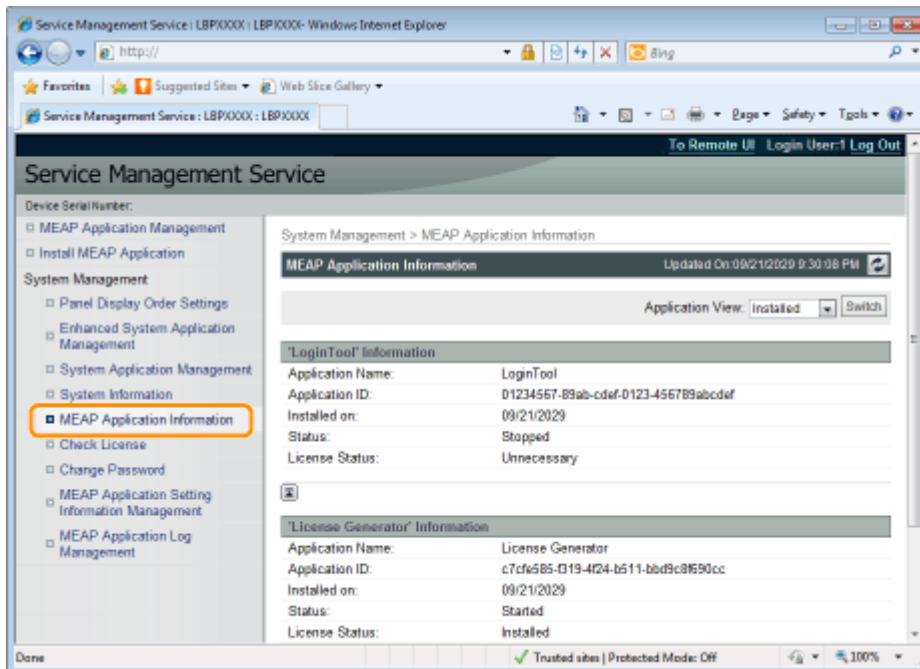 Service Management Service : LBPXXXX : LBPXXXX- Windows Internet Explorer
http://
Bing
Favorites Suggested Sites Web Slice Gallery
Service Management Service : LBPXXXX : LBPXXXX
Page Safety Tools
To Remote UI Login User:1 Log Out
Service Management Service
Device Serial Number:
MEAP Application Management
Install MEAP Application
System Management
Panel Display Order Settings
Enhanced System Application
Management
System Application Management
System Information
MEAP Application Information
Check License
Change Password
MEAP Application Setting
Information Management
MEAP Application Log
Management
System Management > MEAP Application Information
MEAP Application Information Updated On:09/21/2029 9:30:08 PM
Application View: Installed Switch
'LoginTool' Information
Application Name: LoginTool
Application ID: 01234567-89ab-cdef-0123-456789abcdef
Installed on: 09/21/2029
Status: Stopped
License Status: Unnecessary
'License Generator' Information
Application Name: License Generator
Application ID: c7cfe585-f319-4f24-b511-bbd9c8f690cc
Installed on: 09/21/2029
Status: Started
License Status: Installed
Done Trusted sites | Protected Mode: Off 100%